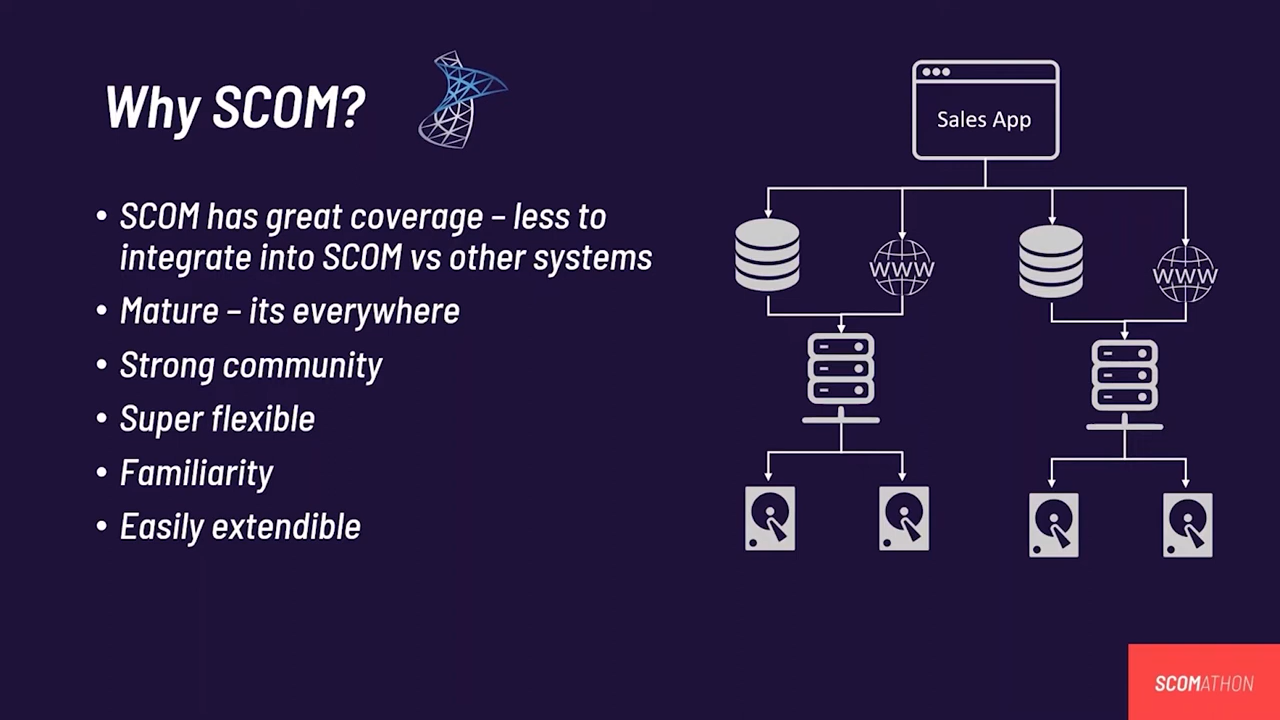 Why SCOM?
• SCOM has great coverage – less to
integrate into SCOM vs other systems
• Mature – its everywhere
• Strong community
• Super flexible
• Familiarity
• Easily extendible
Sales App
WWW
WWW
SCOMATHON